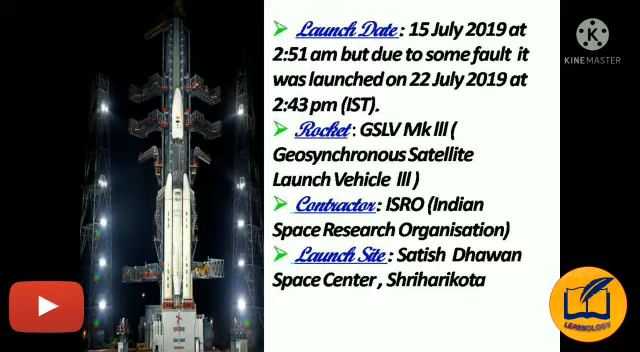 Launch Date : 15 July 2019 at
2:51 am but due to some fault it
was launched on 22 July 2019 at
2:43 pm (IST).
Rocket : GSLV Mk lll (
Geosynchronous Satellite
Launch Vehicle lll )
Contractor : ISRO (Indian
Space Research Organisation)
Launch Site : Satish Dhawan
Space Center , Shriharikota
K
KINEMASTER
LEARNOLOGY